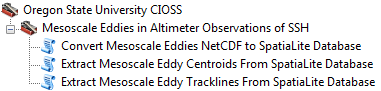 Oregon State University CIOSS
Mesoscale Eddies in Altimeter Observations of SSH
Convert Mesoscale Eddies NetCDF to SpatiaLite Database
Extract Mesoscale Eddy Centroids From SpatiaLite Database
Extract Mesoscale Eddy Tracklines From SpatiaLite Database